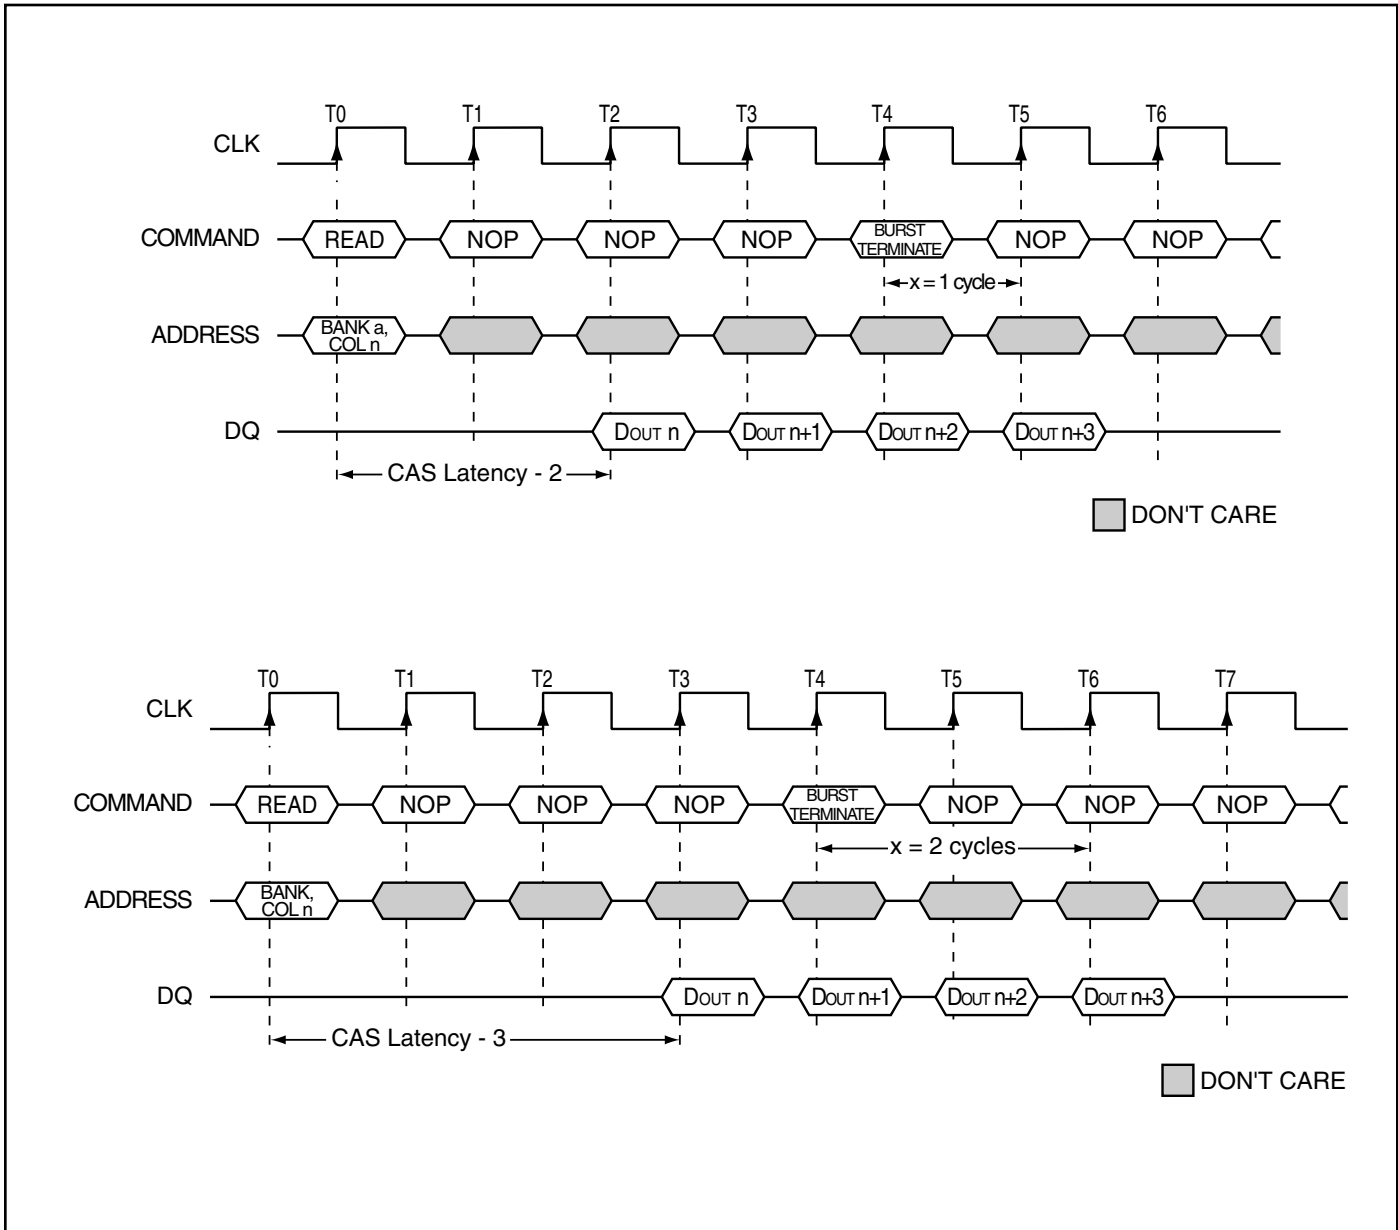 T0 T1 T2 T3 T4 T5 T6
CLK
COMMAND READ NOP NOP NOP BURST TERMINATE NOP NOP
x = 1 cycle
ADDRESS BANK a, COL n
DQ DOUT n DOUT n+1 DOUT n+2 DOUT n+3
CAS Latency - 2
DON'T CARE
T0 T1 T2 T3 T4 T5 T6 T7
CLK
COMMAND READ NOP NOP NOP BURST TERMINATE NOP NOP NOP
x = 2 cycles
ADDRESS BANK, COL n
DQ DOUT n DOUT n+1 DOUT n+2 DOUT n+3
CAS Latency - 3
DON'T CARE